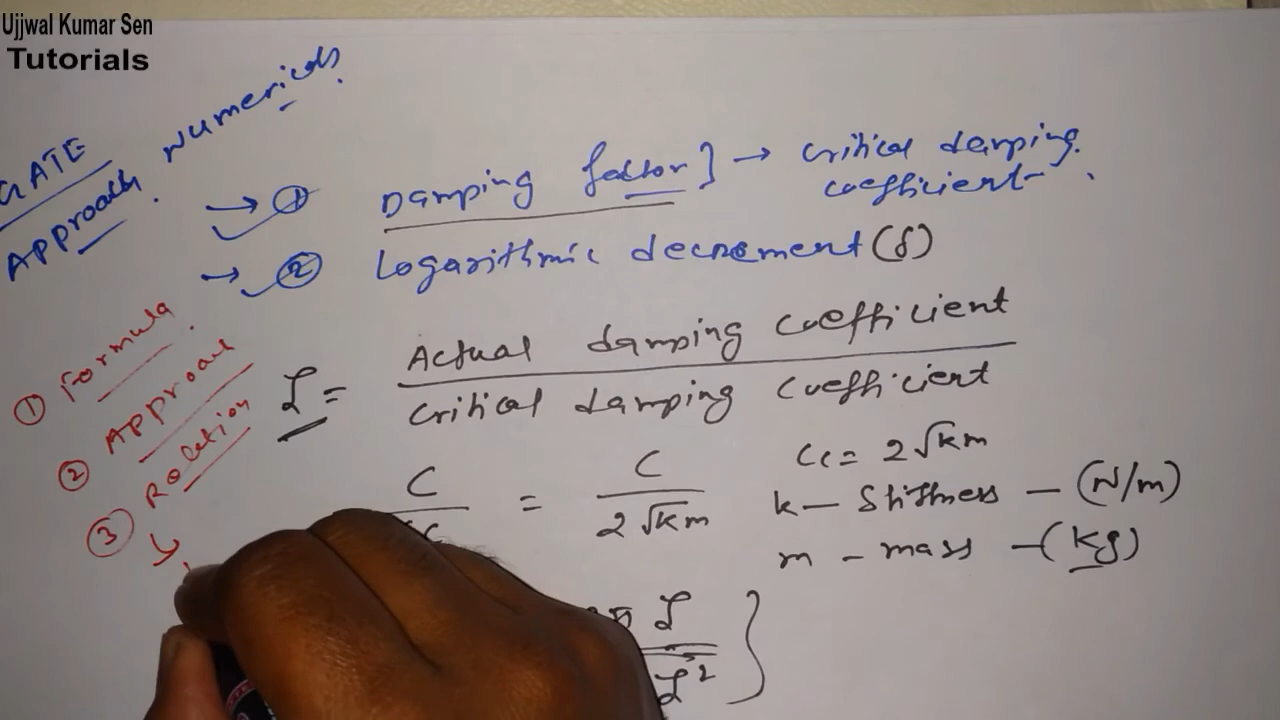 Ujjwal Kumar Sen
Tutorials
GATE
Approach Numericals
→ ① Damping factor] → critical damping coefficient
→ ② Logarithmic decrement (δ)
① Formula
② Approach
③ Relation
ξ = Actual damping coefficient
Critical damping coefficient
C = C
2√km
Cc = 2√km
k — Stiffness — (N/m)
m - mass — (kg)
ξ
ξ²